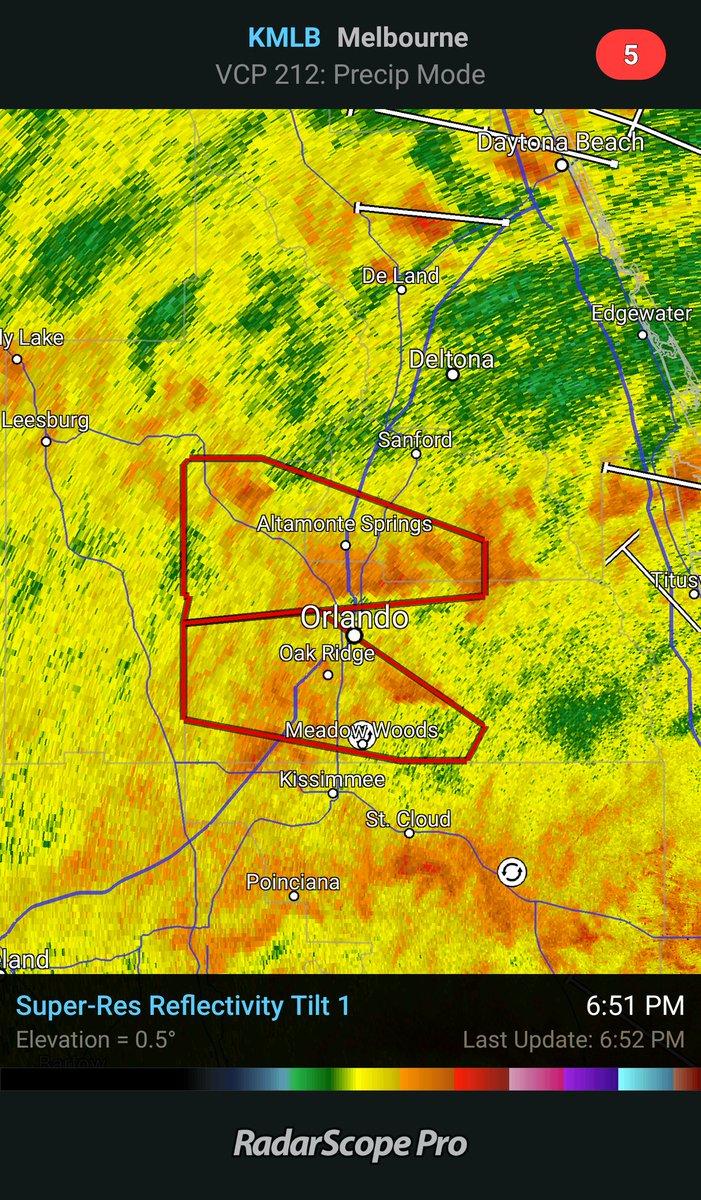 KMLB Melbourne
5
VCP 212: Precip Mode
Daytona Beach
De Land
Edgewater
ly Lake
Deltona
Leesburg
Sanford
Altamonte Springs
Titusv
Orlando
Oak Ridge
Meadow Woods
Kissimmee
St. Cloud
Poinciana
land
Super-Res Reflectivity Tilt 1
6:51 PM
Elevation = 0.5°
Last Update: 6:52 PM
Bartow
RadarScope Pro